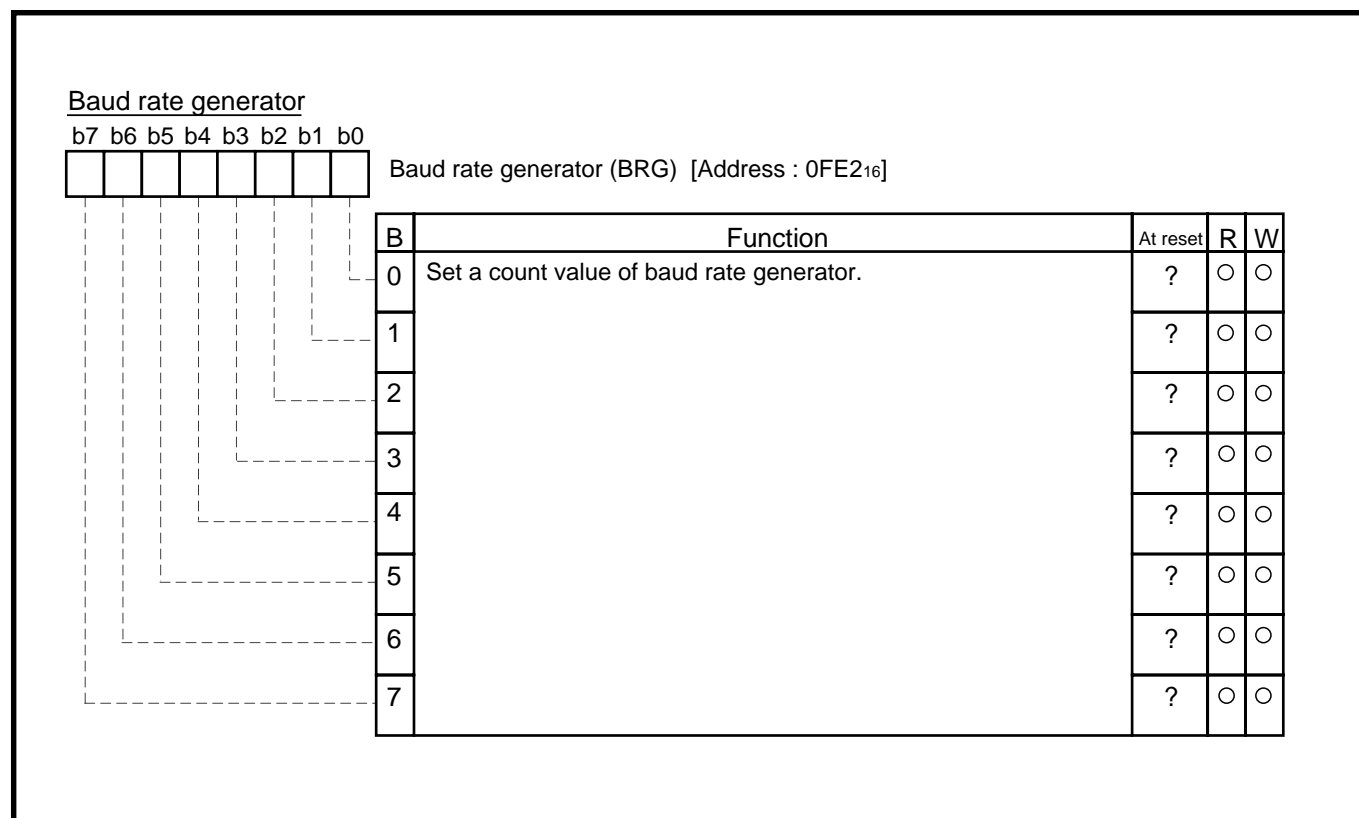 Baud rate generator
b7 b6 b5 b4 b3 b2 b1 b0
Baud rate generator (BRG) [Address : 0FE216]
B Function At reset R W
0 Set a count value of baud rate generator. ? ○ ○
1 ? ○ ○
2 ? ○ ○
3 ? ○ ○
4 ? ○ ○
5 ? ○ ○
6 ? ○ ○
7 ? ○ ○